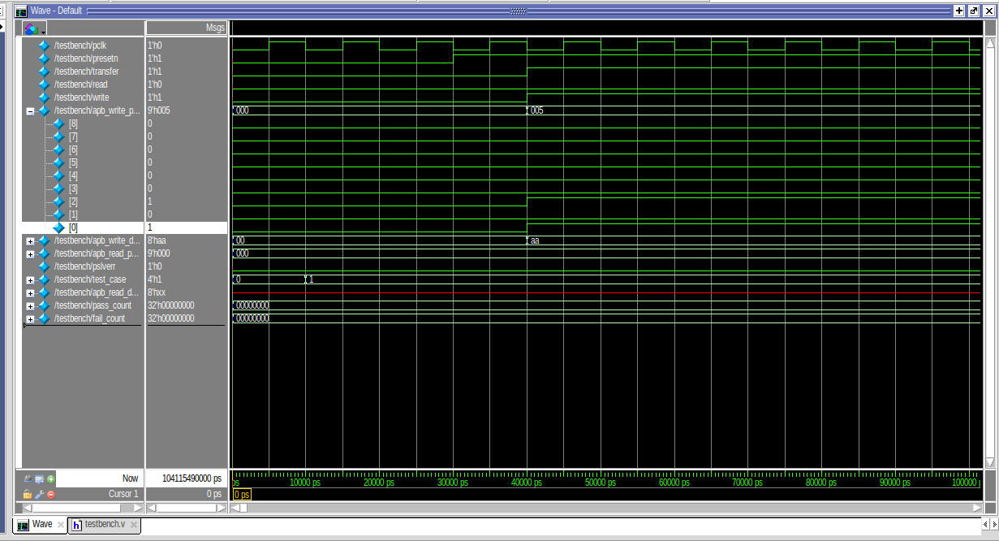 Wave - Default
Msgs
/testbench/pclk 1'h0
/testbench/presetn 1'h1
/testbench/transfer 1'h1
/testbench/read 1'h0
/testbench/write 1'h1
/testbench/apb_write_p... 9'h005 000 005
[8] 0
[7] 0
[6] 0
[5] 0
[4] 0
[3] 0
[2] 1
[1] 0
[0] 1
/testbench/apb_write_d... 8'haa 00 aa
/testbench/apb_read_p... 9'h000 000
/testbench/pslverr 1'h0
/testbench/test_case 4'h1 0 1
/testbench/apb_read_d... 8'hxx
/testbench/pass_count 32'h00000000 00000000
/testbench/fail_count 32'h00000000 00000000
Now 104115490000 ps ps 10000 ps 20000 ps 30000 ps 40000 ps 50000 ps 60000 ps 70000 ps 80000 ps 90000 ps 100000 p
Cursor 1 0 ps 0 ps
Wave testbench.v